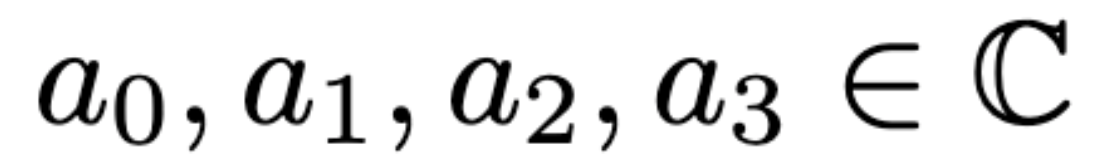 a₀, a₁, a₂, a₃ ∈ ℂ